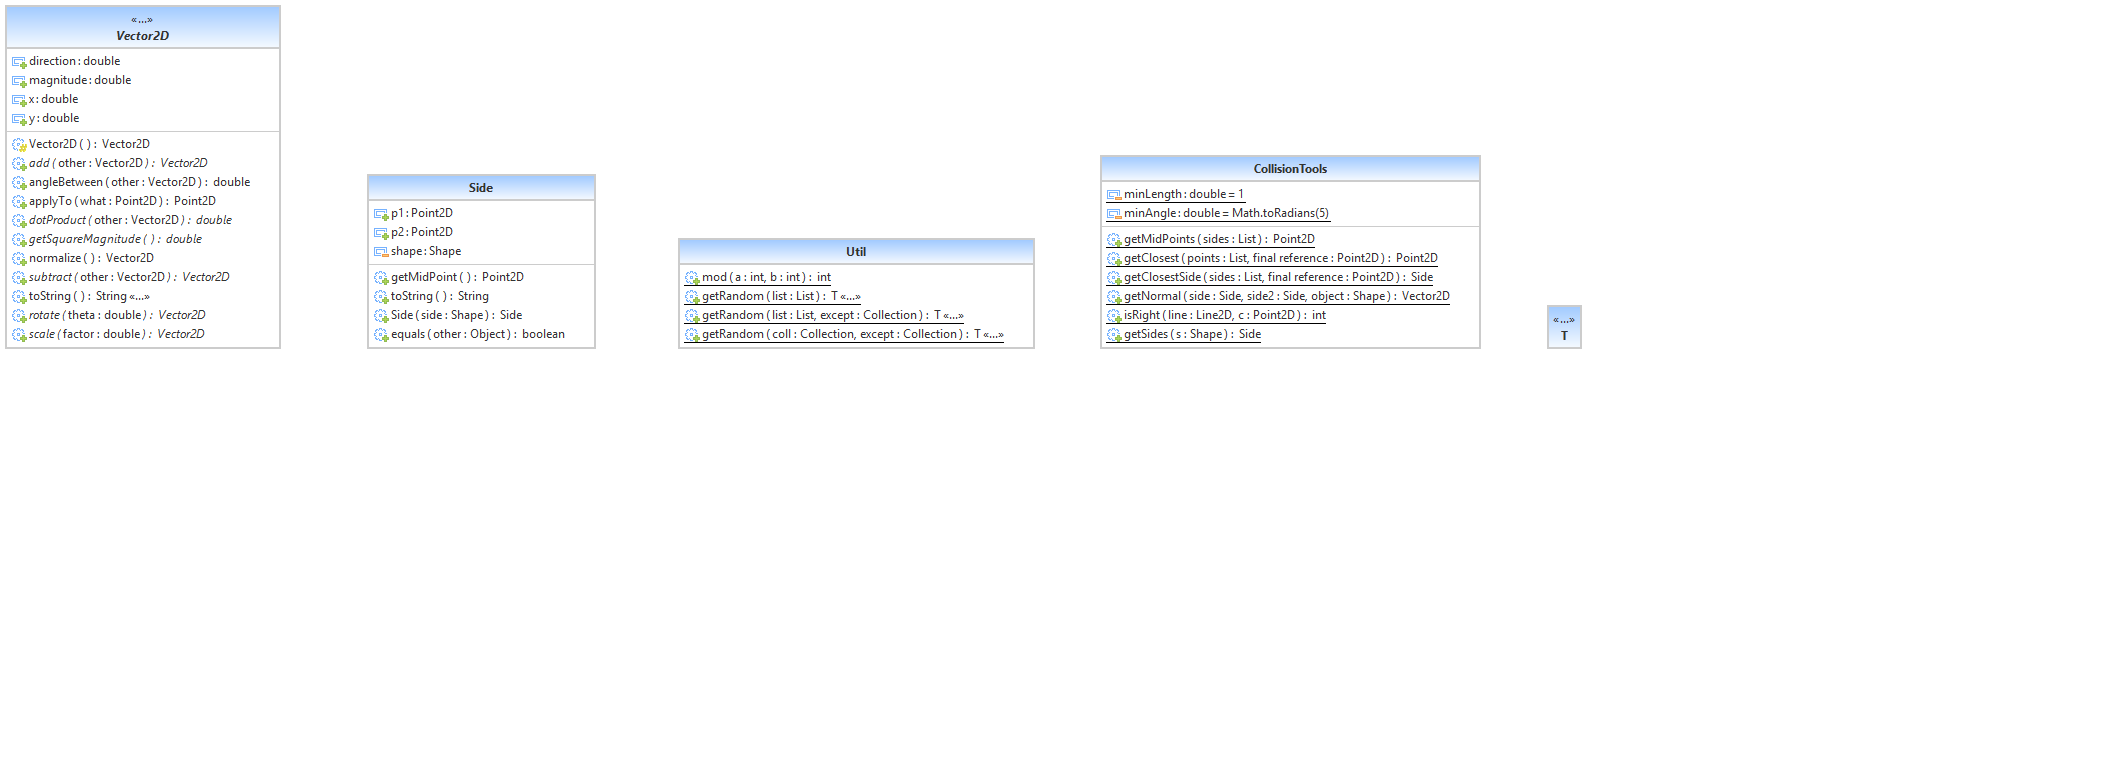 «...»
Vector2D
direction : double
magnitude : double
x : double
y : double
Vector2D ( ) : Vector2D
add ( other : Vector2D ) : Vector2D
angleBetween ( other : Vector2D ) : double
applyTo ( what : Point2D ) : Point2D
dotProduct ( other : Vector2D ) : double
getSquareMagnitude ( ) : double
normalize ( ) : Vector2D
subtract ( other : Vector2D ) : Vector2D
toString ( ) : String «...»
rotate ( theta : double ) : Vector2D
scale ( factor : double ) : Vector2D
Side
p1 : Point2D
p2 : Point2D
shape : Shape
getMidPoint ( ) : Point2D
toString ( ) : String
Side ( side : Shape ) : Side
equals ( other : Object ) : boolean
Util
mod ( a : int, b : int ) : int
getRandom ( list : List ) : T «...»
getRandom ( list : List, except : Collection ) : T «...»
getRandom ( coll : Collection, except : Collection ) : T «...»
CollisionTools
minLength : double = 1
minAngle : double = Math.toRadians(5)
getMidPoints ( sides : List ) : Point2D
getClosest ( points : List, final reference : Point2D ) : Point2D
getClosestSide ( sides : List, final reference : Point2D ) : Side
getNormal ( side : Side, side2 : Side, object : Shape ) : Vector2D
isRight ( line : Line2D, c : Point2D ) : int
getSides ( s : Shape ) : Side
«...»
T